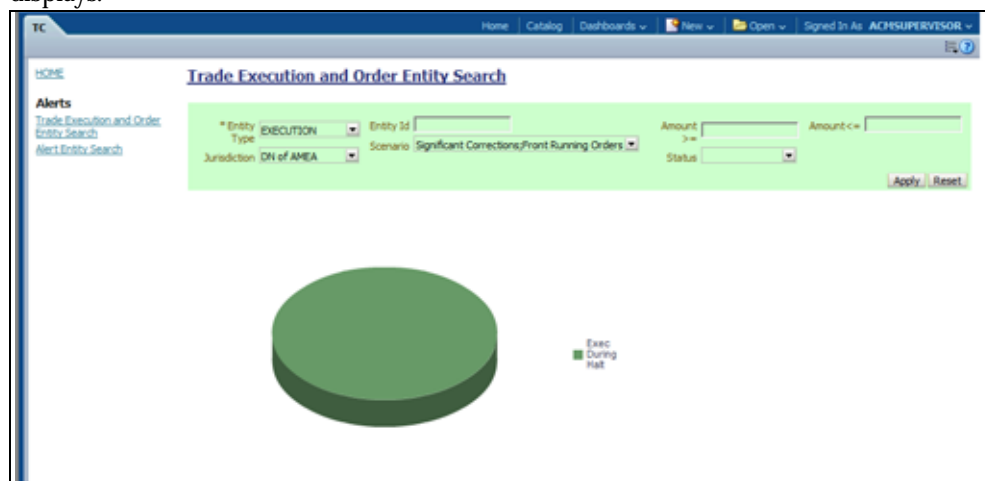 displays.
TC
Home Catalog Dashboards New Open Signed In As ACMSUPERVISOR
HOME
Trade Execution and Order Entity Search
Alerts
Trade Execution and Order
Entity Search
Alert Entity Search
* Entity
Type
EXECUTION
Entity Id
Amount
>=
Amount<=
Jurisdiction DN of AMEA
Scenario Significant Corrections;Front Running Orders
Status
Apply Reset
Exec
During
Halt